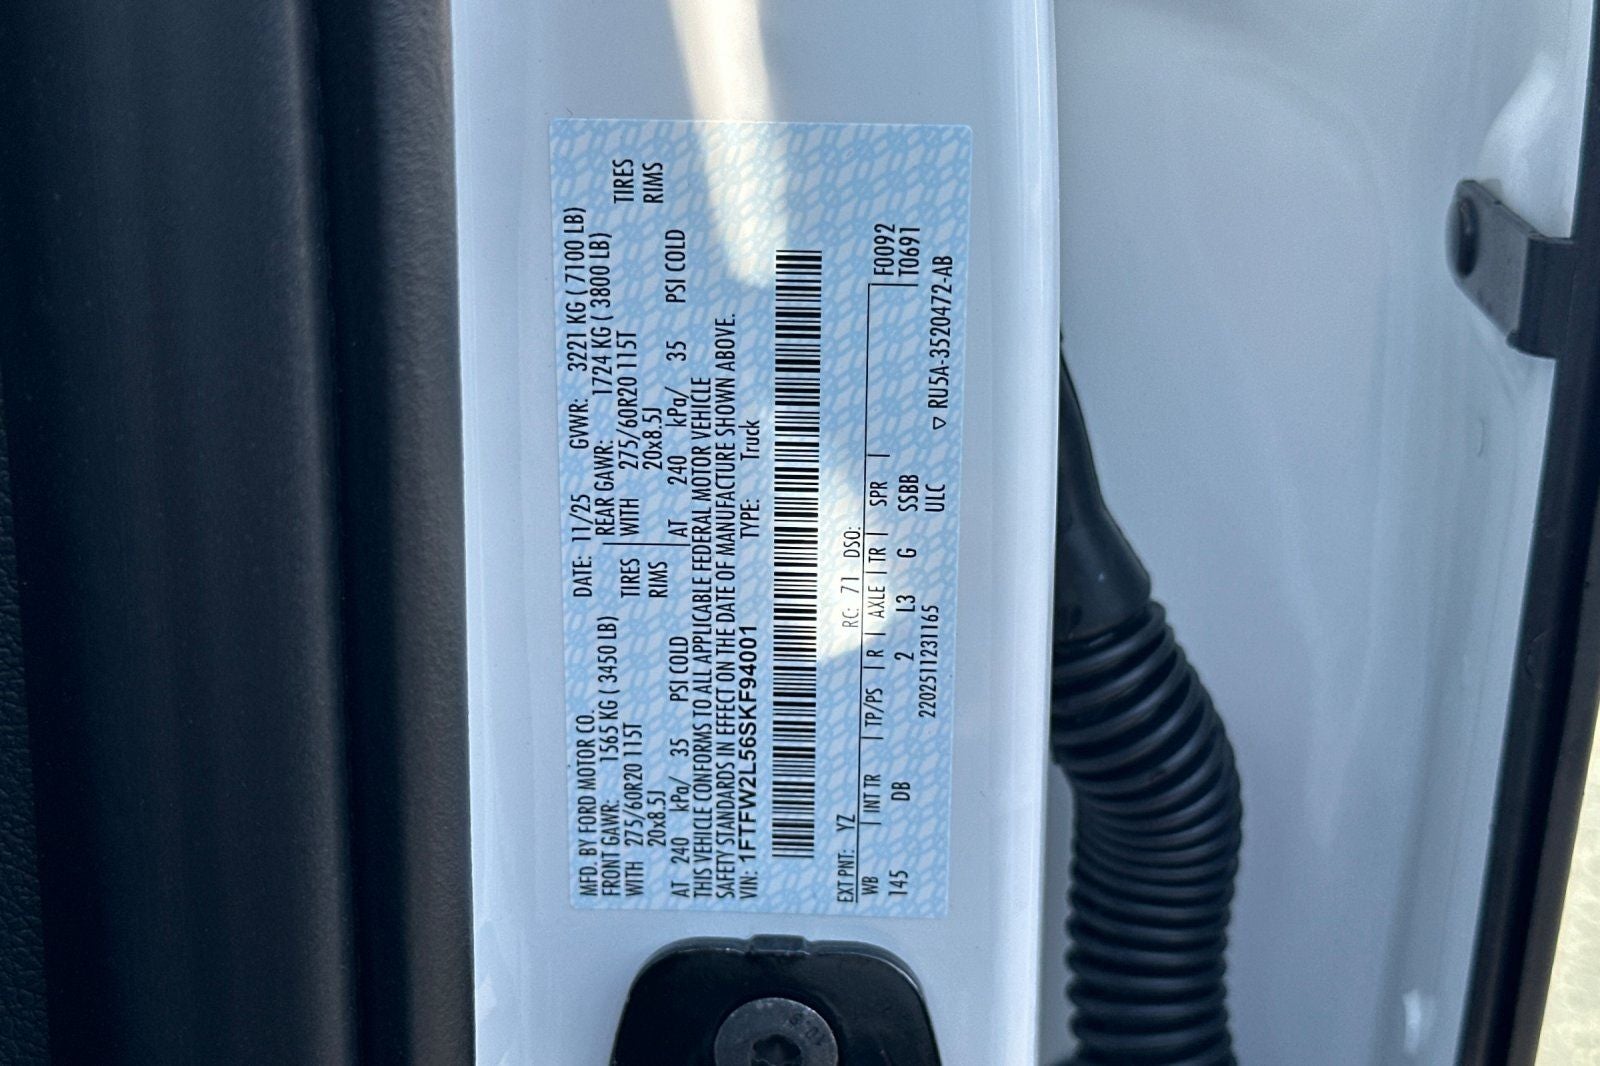 MFD. BY FORD MOTOR CO. DATE: 11/25 GVWR: 3221 KG ( 7100 LB)
FRONT GAWR: 1565 KG ( 3450 LB) REAR GAWR: 1724 KG ( 3800 LB)
WITH 275/60R20 115T TIRES WITH 275/60R20 115T TIRES
20x8.5J RIMS 20x8.5J RIMS
AT 240 kPa/ 35 PSI COLD AT 240 kPa/ 35 PSI COLD
THIS VEHICLE CONFORMS TO ALL APPLICABLE FEDERAL MOTOR VEHICLE
SAFETY STANDARDS IN EFFECT ON THE DATE OF MANUFACTURE SHOWN ABOVE.
VIN: 1FTFW2L56SKF94001 TYPE: Truck
EXT PNT: YZ RC: 71 DSO:
WB INT TR TP/PS R AXLE TR SPR F0092
145 DB 2 L3 G SSBB T0691
ULC
2202511231165 ▽ RU5A-3520472-AB